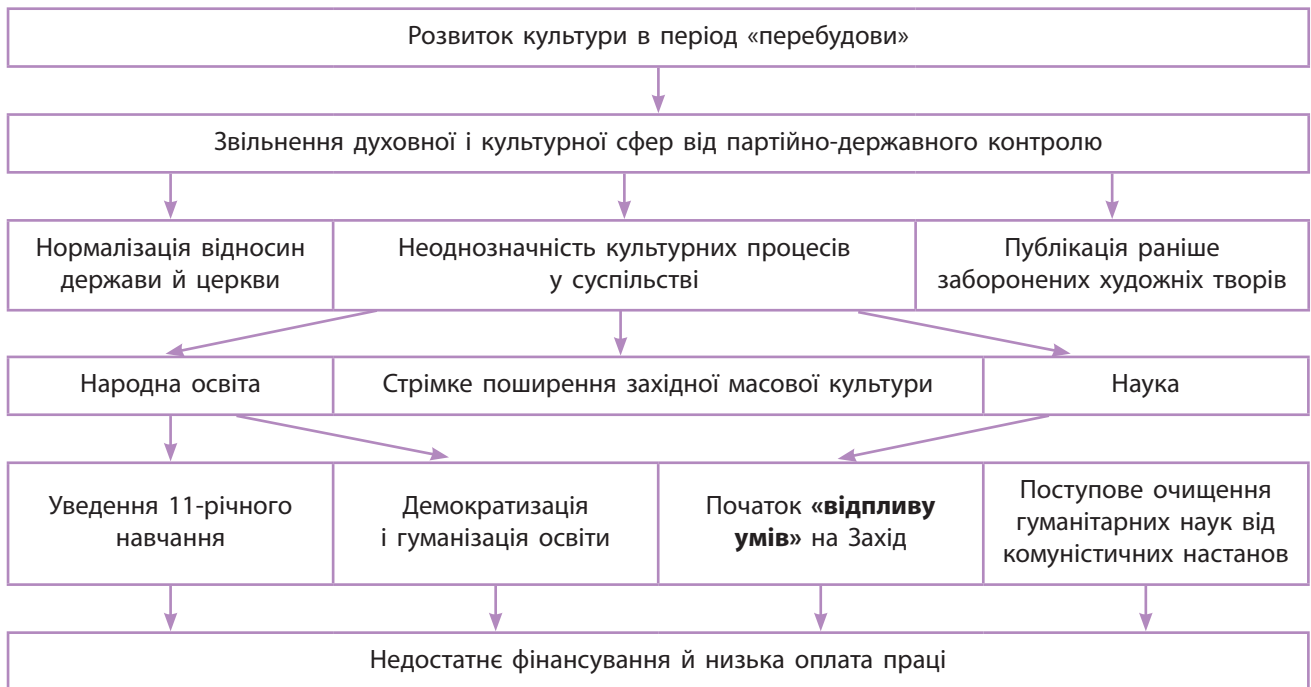 Розвиток культури в період «перебудови»
Звільнення духовної і культурної сфер від партійно-державного контролю
Нормалізація відносин
держави й церкви
Неоднозначність культурних процесів
у суспільстві
Публікація раніше
заборонених художніх творів
Народна освіта
Стрімке поширення західної масової культури
Наука
Уведення 11-річного
навчання
Демократизація
і гуманізація освіти
Початок «відпливу
умів» на Захід
Поступове очищення
гуманітарних наук від
комуністичних настанов
Недостатнє фінансування й низька оплата праці